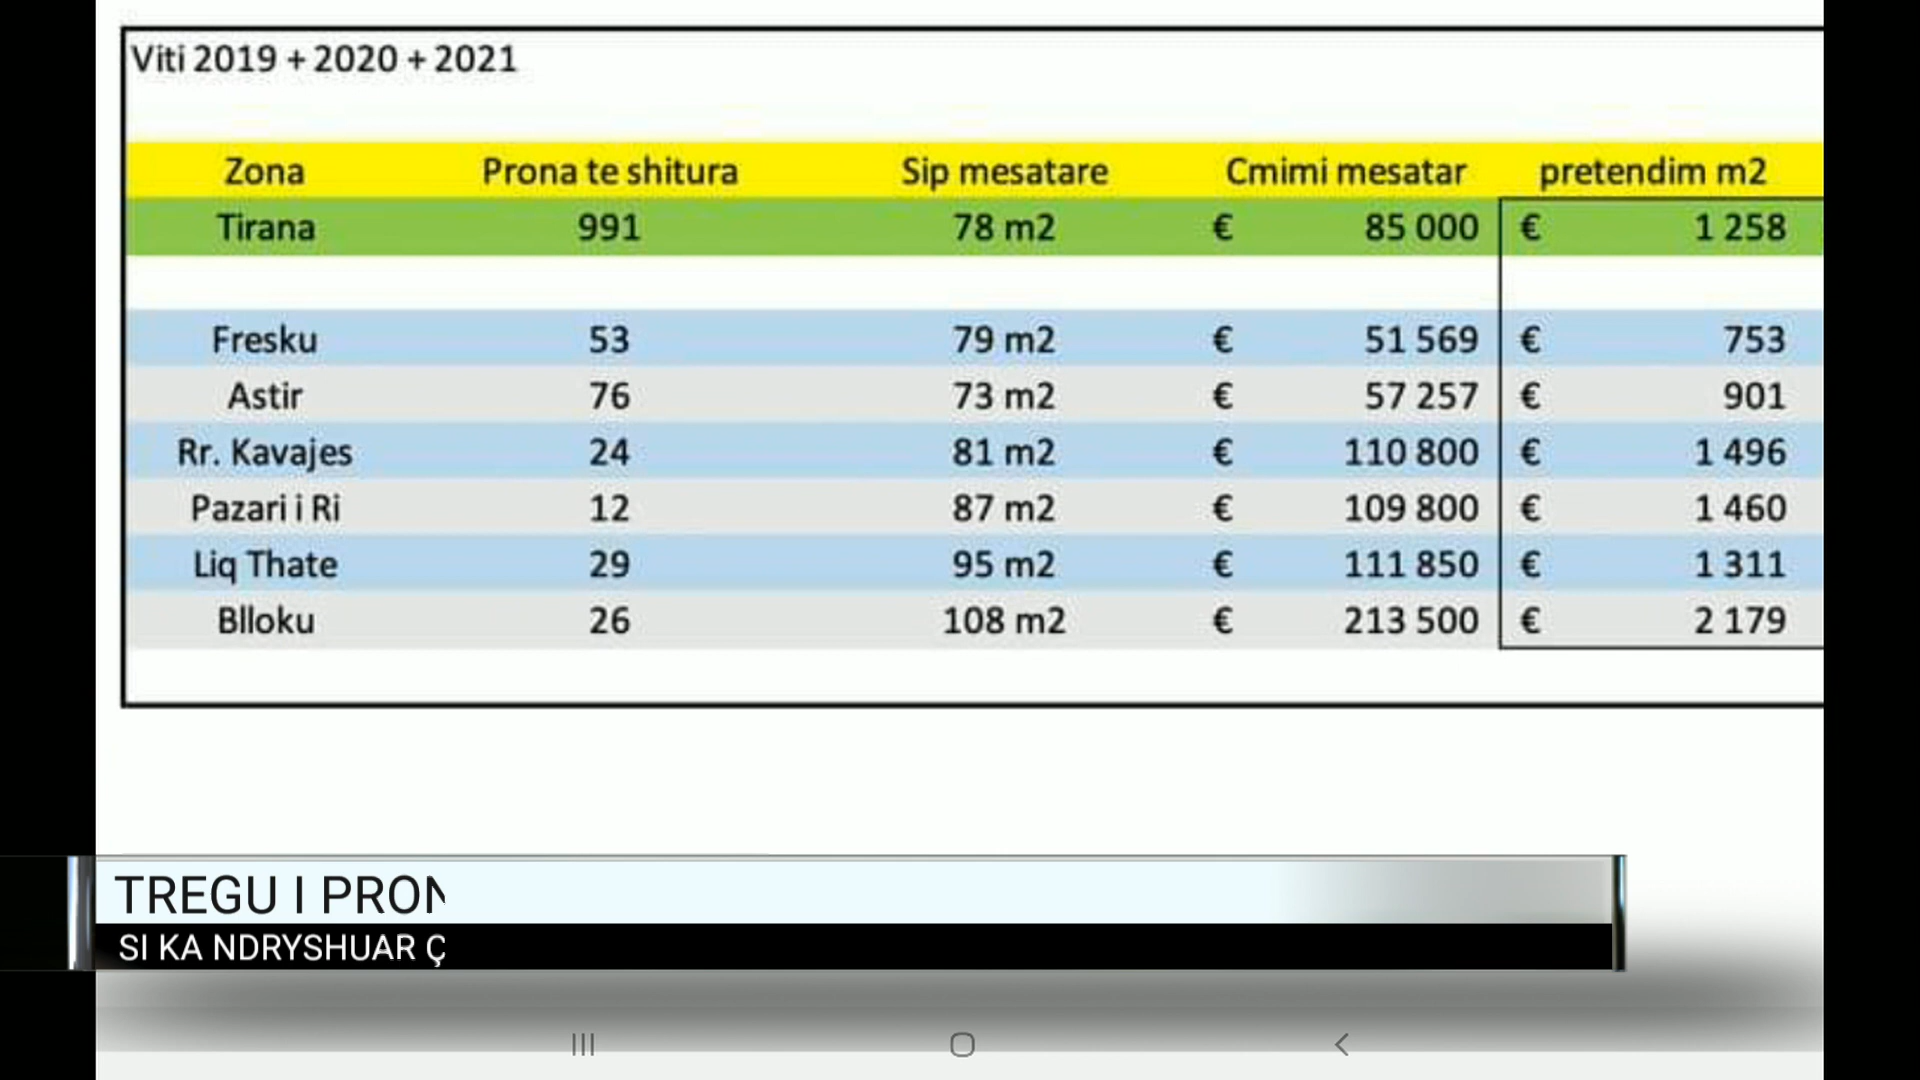 Viti 2019 + 2020 + 2021
Zona Prona te shitura Sip mesatare Cmimi mesatar pretendim m2
Tirana 991 78 m2 € 85 000 € 1 258
Fresku 53 79 m2 € 51 569 € 753
Astir 76 73 m2 € 57 257 € 901
Rr. Kavajes 24 81 m2 € 110 800 € 1 496
Pazari i Ri 12 87 m2 € 109 800 € 1 460
Liq Thate 29 95 m2 € 111 850 € 1 311
Blloku 26 108 m2 € 213 500 € 2 179
TREGU I PRON
SI KA NDRYSHUAR Ç